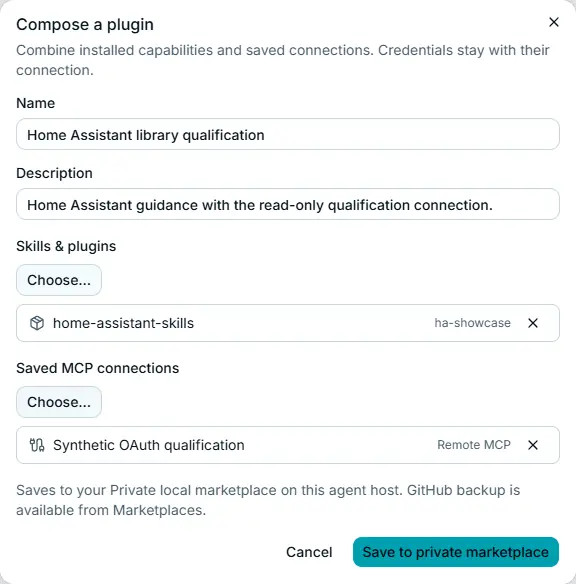 Compose a plugin
Combine installed capabilities and saved connections. Credentials stay with their
connection.
Name
Home Assistant library qualification
Description
Home Assistant guidance with the read-only qualification connection.
Skills & plugins
Choose...
home-assistant-skills ha-showcase
Saved MCP connections
Choose...
Synthetic OAuth qualification Remote MCP
Saves to your Private local marketplace on this agent host. GitHub backup is
available from Marketplaces.
Cancel Save to private marketplace